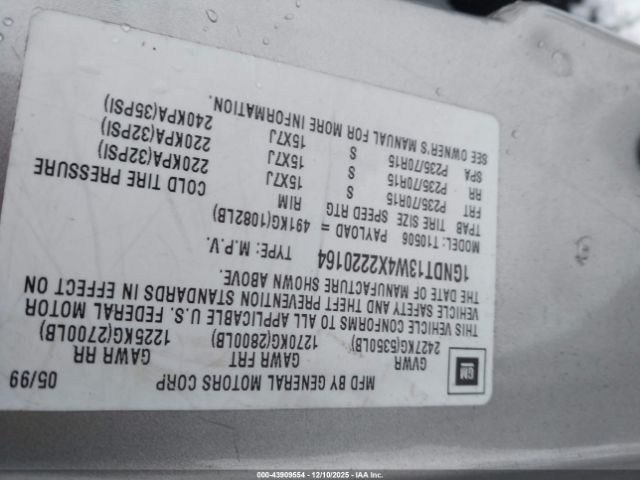 MFD BY GENERAL MOTORS CORP 05/99
GM
GVWR GAWR FRT GAWR RR
2427KG(5350LB) 1270KG(2800LB) 1225KG(2700LB)
THIS VEHICLE CONFORMS TO ALL APPLICABLE U.S. FEDERAL MOTOR
VEHICLE SAFETY AND THEFT PREVENTION STANDARDS IN EFFECT ON
THE DATE OF MANUFACTURE SHOWN ABOVE.
1GNDT13W4X2220164 TYPE: M.P.V.
MODEL: T10506 PAYLOAD = 491KG(1082LB)
TPAB TIRE SIZE SPEED RTG RIM COLD TIRE PRESSURE
FRT P235/70R15 S 15X7J 220KPA(32PSI)
RR P235/70R15 S 15X7J 220KPA(32PSI)
SPA P235/70R15 S 15X7J 240KPA(35PSI)
SEE OWNER'S MANUAL FOR MORE INFORMATION.
000-43909554 | 12/10/2025 - IAA Inc.